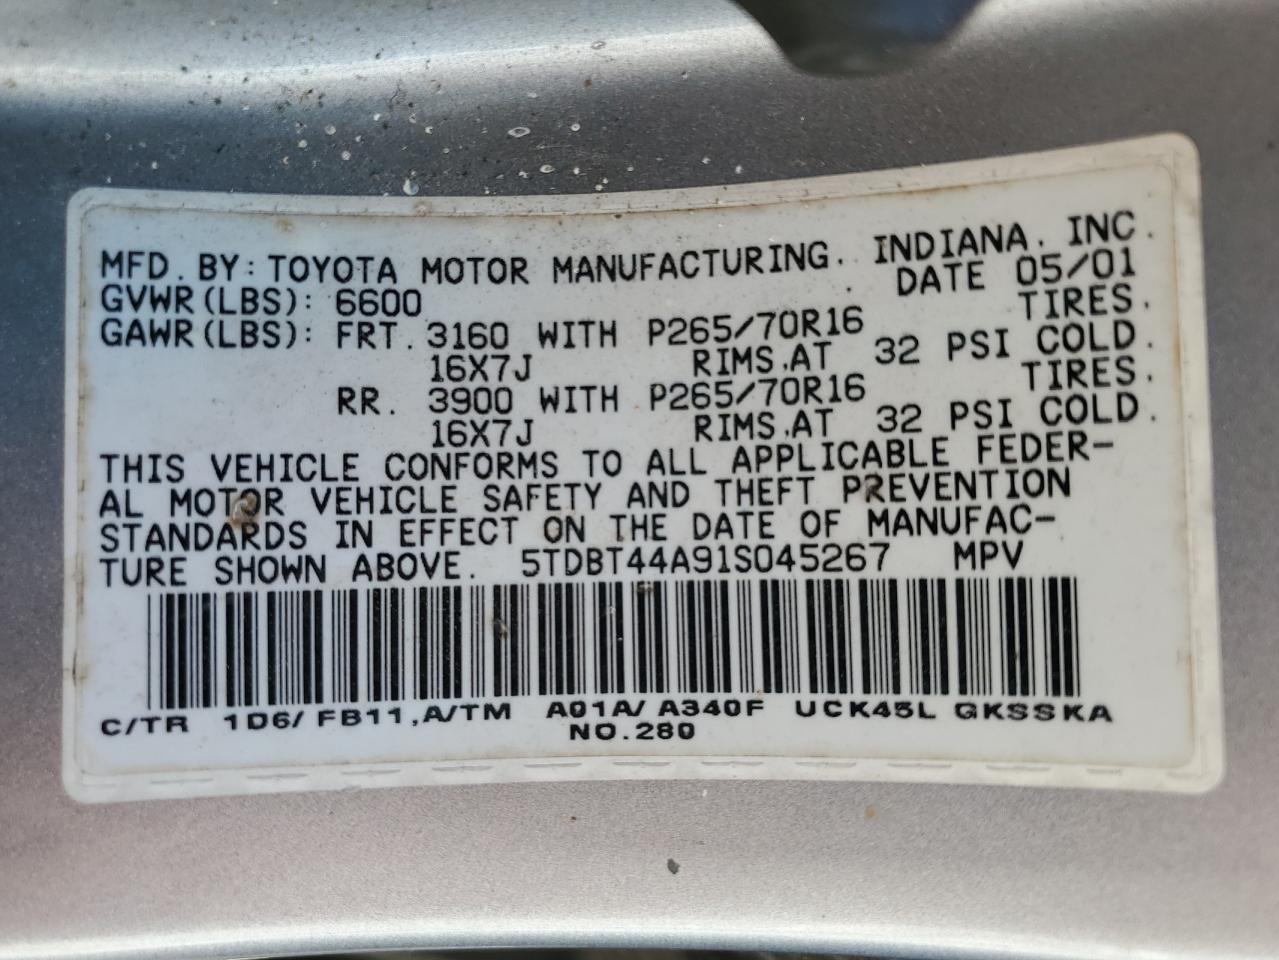 MFD. BY: TOYOTA MOTOR MANUFACTURING. INDIANA. INC.
GVWR(LBS): 6600 DATE 05/01
GAWR(LBS): FRT. 3160 WITH P265/70R16 TIRES.
16X7J RIMS.AT 32 PSI COLD.
RR. 3900 WITH P265/70R16 TIRES.
16X7J RIMS.AT 32 PSI COLD.
THIS VEHICLE CONFORMS TO ALL APPLICABLE FEDER-
AL MOTOR VEHICLE SAFETY AND THEFT PREVENTION
STANDARDS IN EFFECT ON THE DATE OF MANUFAC-
TURE SHOWN ABOVE. 5TDBT44A91S045267 MPV
C/TR 1D6/ FB11,A/TM A01A/ A340F UCK45L GKSSKA
NO.280